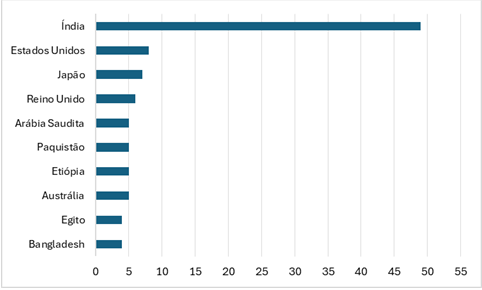 Índia
Estados Unidos
Japão
Reino Unido
Arábia Saudita
Paquistão
Etiópia
Austrália
Egito
Bangladesh
0 5 10 15 20 25 30 35 40 45 50 55